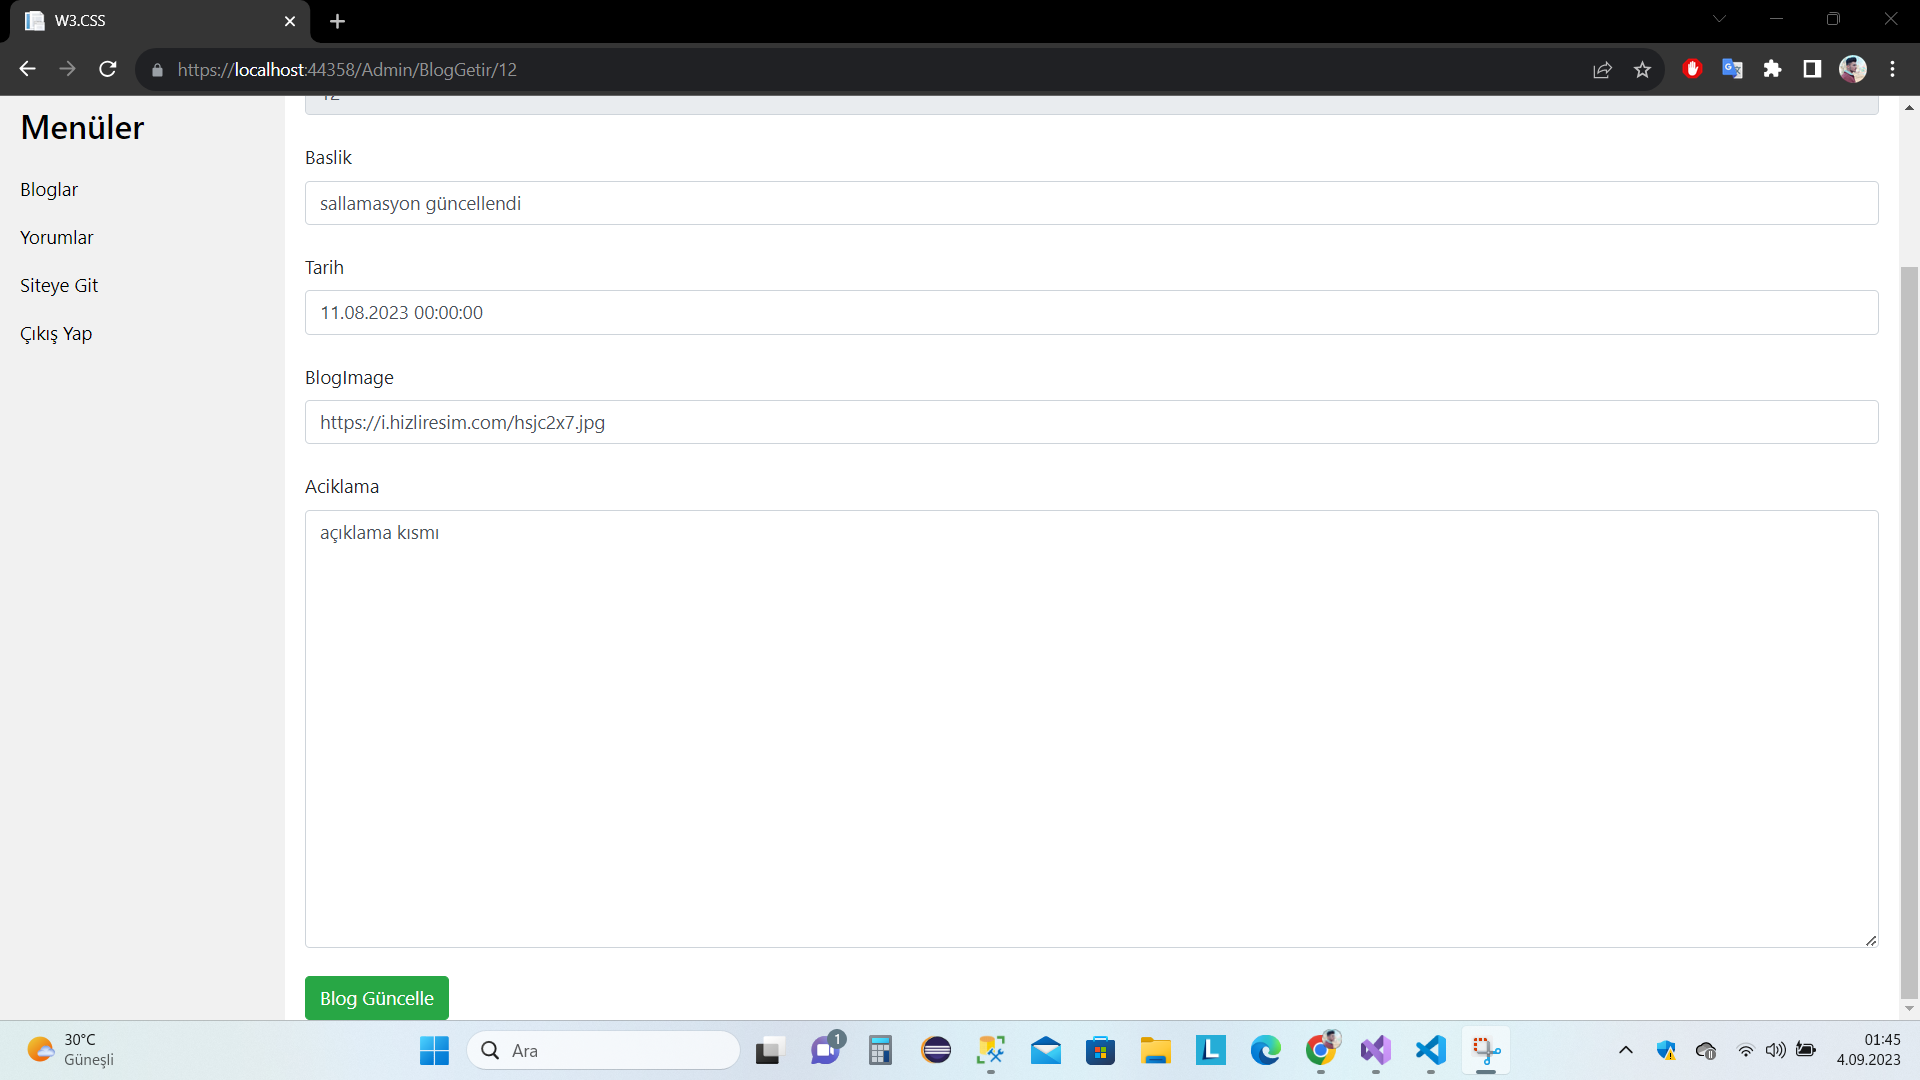 W3.CSS
https://localhost:44358/Admin/BlogGetir/12
Menüler
Bloglar
Yorumlar
Siteye Git
Çıkış Yap
12
Baslik
sallamasyon güncellendi
Tarih
11.08.2023 00:00:00
BlogImage
https://i.hizliresim.com/hsjc2x7.jpg
Aciklama
açıklama kısmı
Blog Güncelle
30°C
Güneşli
Ara
1
L
01:45
4.09.2023